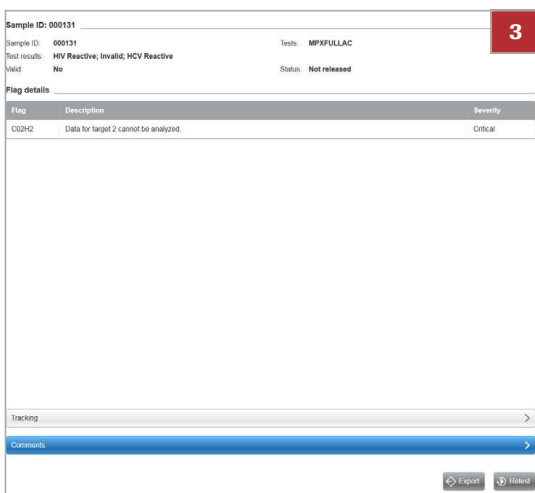 Sample ID: 000131
3
Sample ID: 000131 Tests: MPXFULLAC
Test results: HIV Reactive; Invalid; HCV Reactive
Valid: No Status: Not released
Flag details
Flag Description Severity
C02H2 Data for target 2 cannot be analyzed. Critical
Tracking
Comments
Export Retest